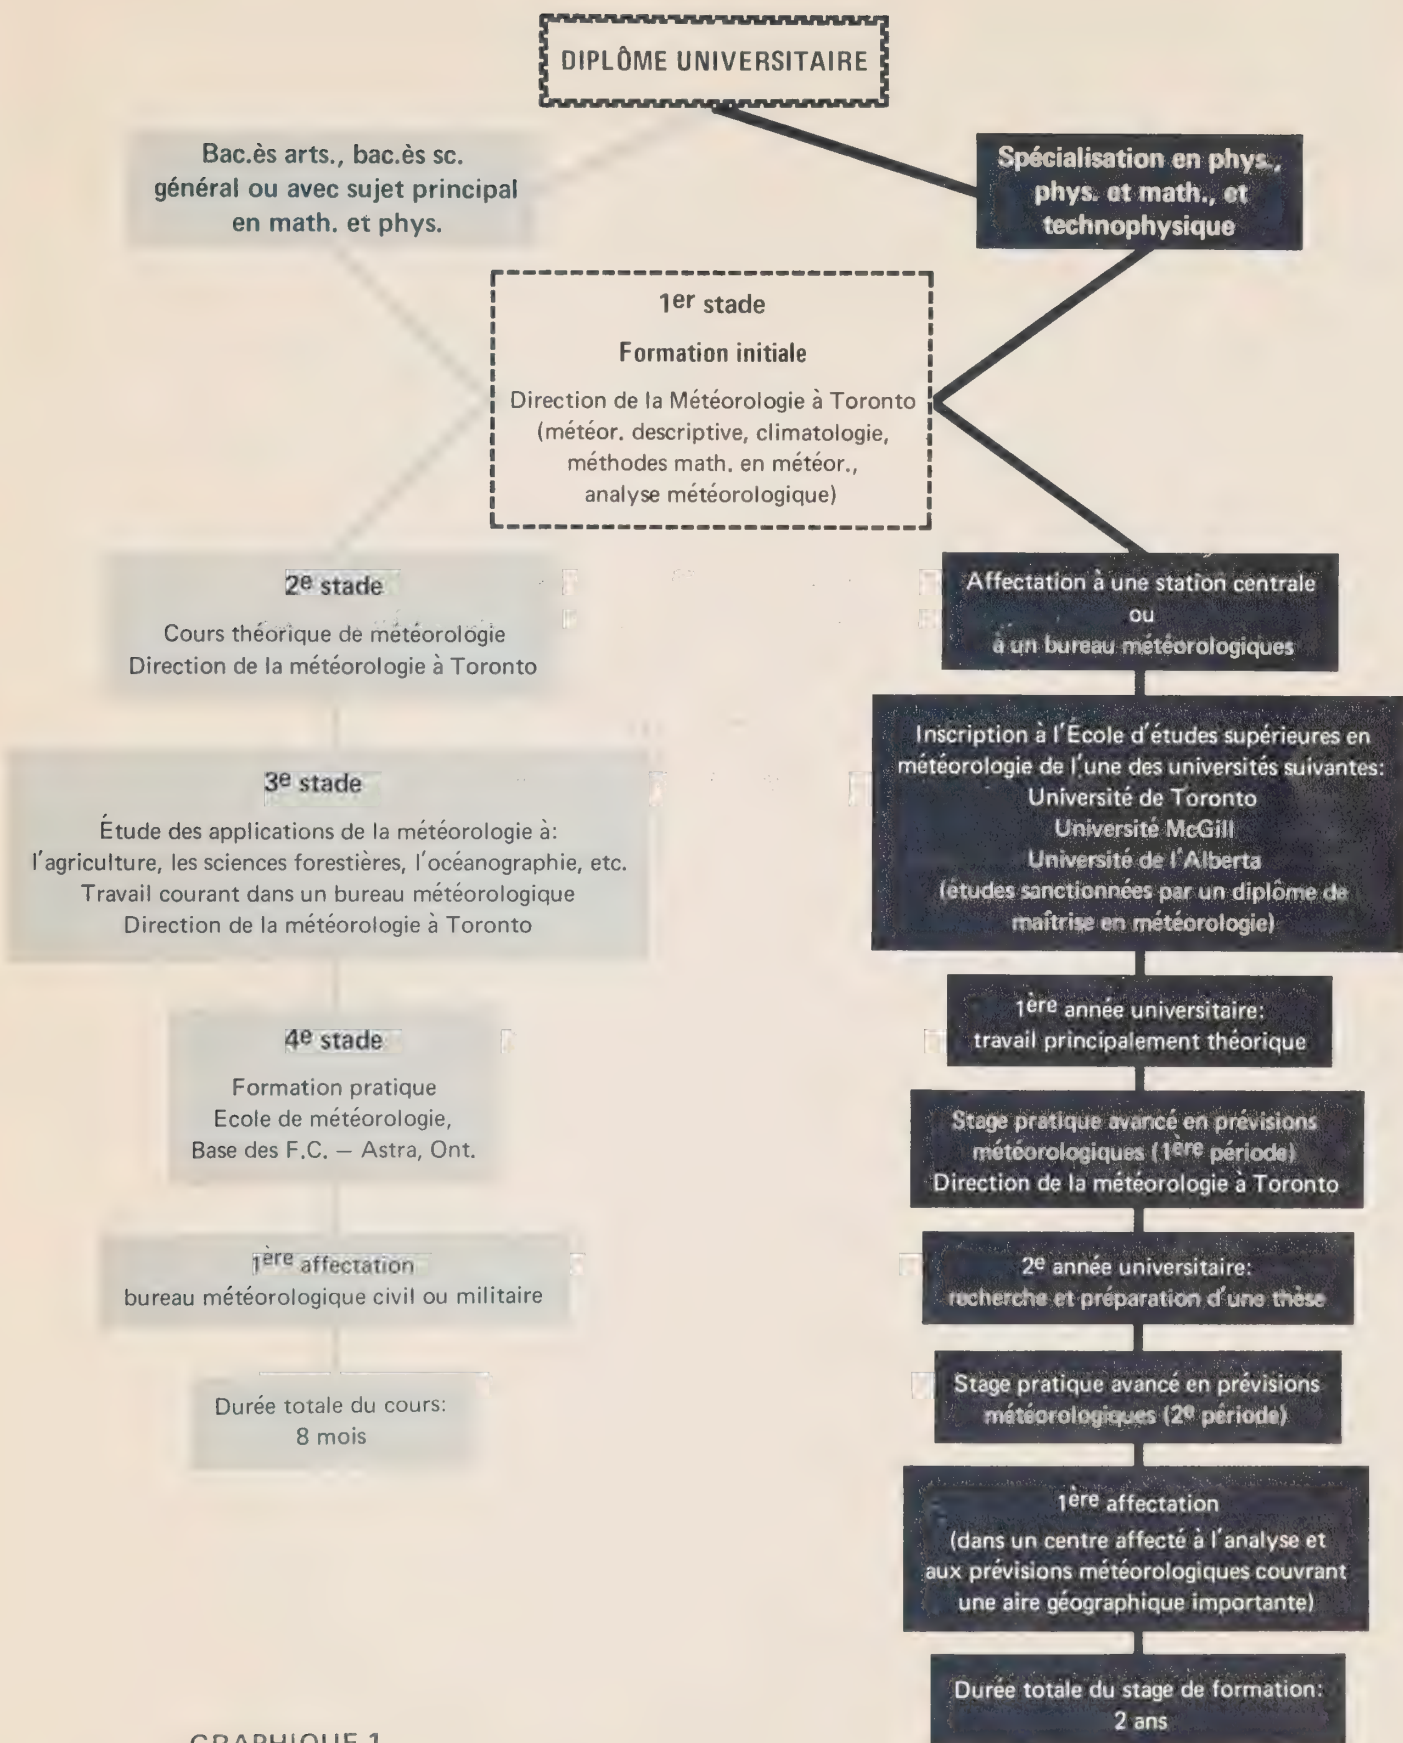 DIPLÔME UNIVERSITAIRE
Bac.ès arts., bac.ès sc.
général ou avec sujet principal
en math. et phys.
Spécialisation en phys.,
phys. et math., et
technophysique
1er stade
Formation initiale
Direction de la Météorologie à Toronto
(météor. descriptive, climatologie,
méthodes math. en météor.,
analyse météorologique)
2e stade
Cours théorique de météorologie
Direction de la météorologie à Toronto
3e stade
Étude des applications de la météorologie à:
l'agriculture, les sciences forestières, l'océanographie, etc.
Travail courant dans un bureau météorologique
Direction de la météorologie à Toronto
4e stade
Formation pratique
Ecole de météorologie,
Base des F.C. — Astra, Ont.
1ère affectation
bureau météorologique civil ou militaire
Durée totale du cours:
8 mois
Affectation à une station centrale
ou
à un bureau météorologiques
Inscription à l'École d'études supérieures en
météorologie de l'une des universités suivantes:
Université de Toronto
Université McGill
Université de l'Alberta
(études sanctionnées par un diplôme de
maîtrise en météorologie)
1ère année universitaire:
travail principalement théorique
Stage pratique avancé en prévisions
météorologiques (1ère période)
Direction de la météorologie à Toronto
2e année universitaire:
recherche et préparation d'une thèse
Stage pratique avancé en prévisions
météorologiques (2e période)
1ère affectation
(dans un centre affecté à l'analyse et
aux prévisions météorologiques couvrant
une aire géographique importante)
Durée totale du stage de formation:
2 ans
GRAPHIQUE 1